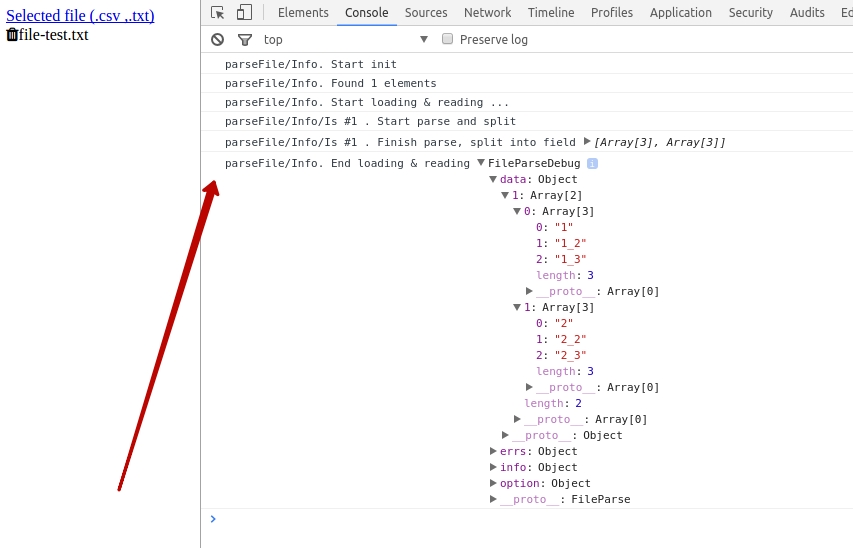 Selected file (.csv ,.txt)
file-test.txt
Elements Console Sources Network Timeline Profiles Application Security Audits Ed
top Preserve log
parseFile/Info. Start init
parseFile/Info. Found 1 elements
parseFile/Info. Start loading & reading ...
parseFile/Info/Is #1 . Start parse and split
parseFile/Info/Is #1 . Finish parse, split into field ▶[Array[3], Array[3]]
parseFile/Info. End loading & reading ▼FileParseDebug i
▼data: Object
▼1: Array[2]
▼0: Array[3]
0: "1"
1: "1_2"
2: "1_3"
length: 3
▶__proto__: Array[0]
▼1: Array[3]
0: "2"
1: "2_2"
2: "2_3"
length: 3
▶__proto__: Array[0]
length: 2
▶__proto__: Array[0]
▶__proto__: Object
▶errs: Object
▶info: Object
▶option: Object
▶__proto__: FileParse
>